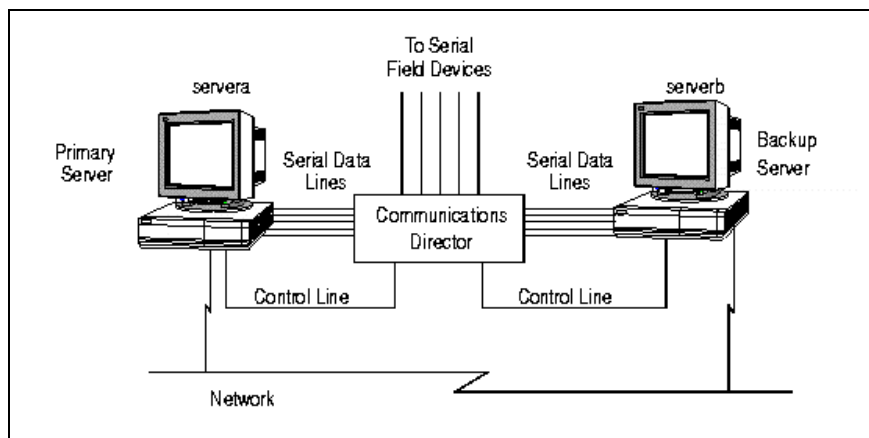 To Serial
Field Devices
servera
serverb
Primary
Server
Backup
Server
Serial Data
Lines
Serial Data
Lines
Communications
Director
Control Line
Control Line
Network